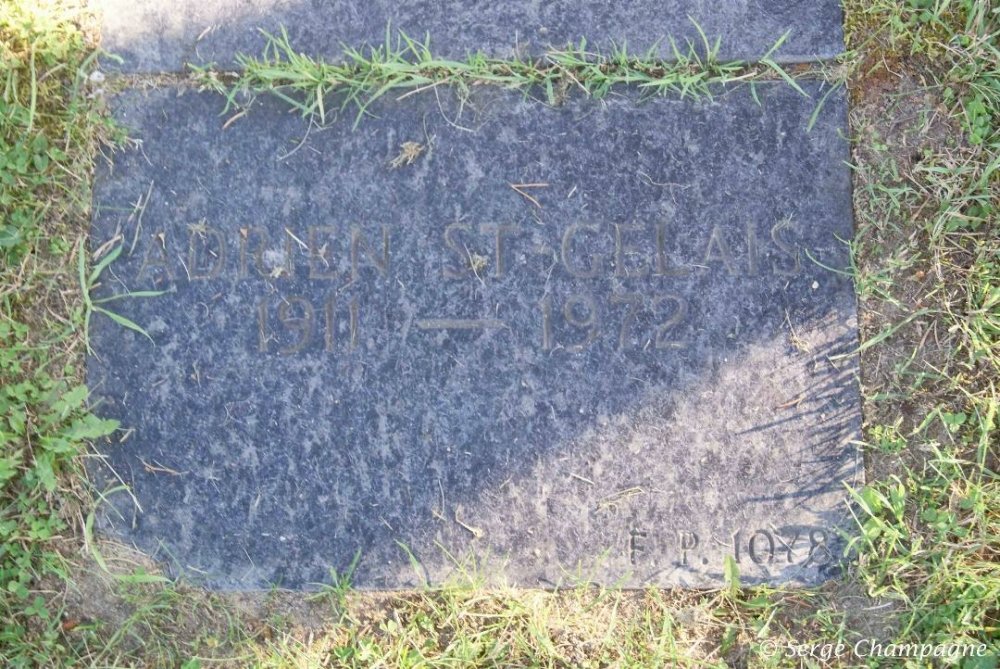 ADRIEN ST-GELAIS
1911 — 1972
F. P. 1078
© Serge Champagne